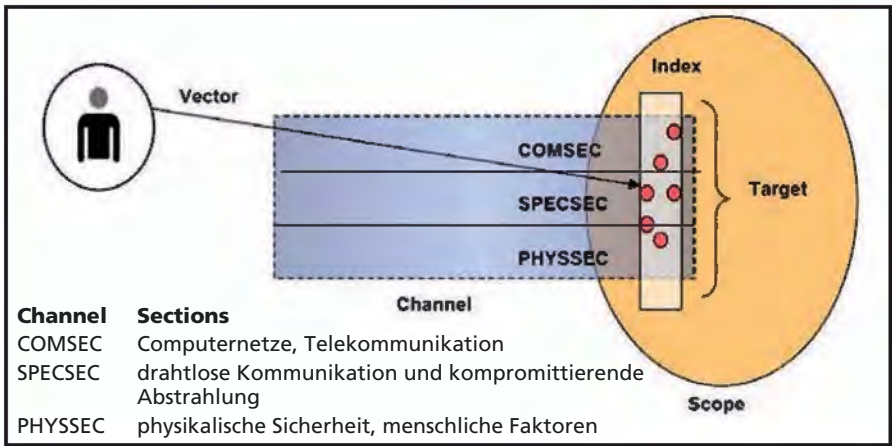 Index
Vector
COMSEC
Target
SPECSEC
PHYSSEC
Channel
Channel Sections
COMSEC Computernetze, Telekommunikation
SPECSEC drahtlose Kommunikation und kompromittierende
Abstrahlung
Scope
PHYSSEC physikalische Sicherheit, menschliche Faktoren